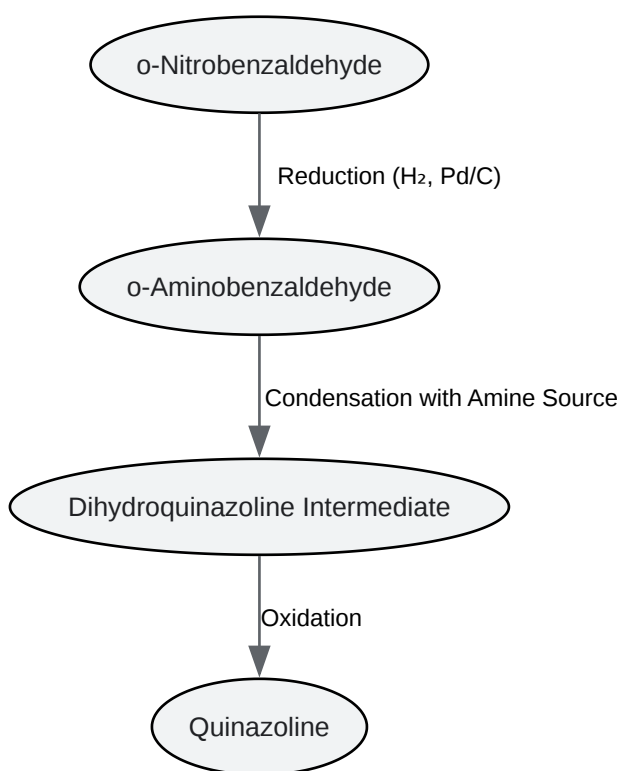 o-Nitrobenzaldehyde
Reduction (H₂, Pd/C)
o-Aminobenzaldehyde
Condensation with Amine Source
Dihydroquinazoline Intermediate
Oxidation
Quinazoline